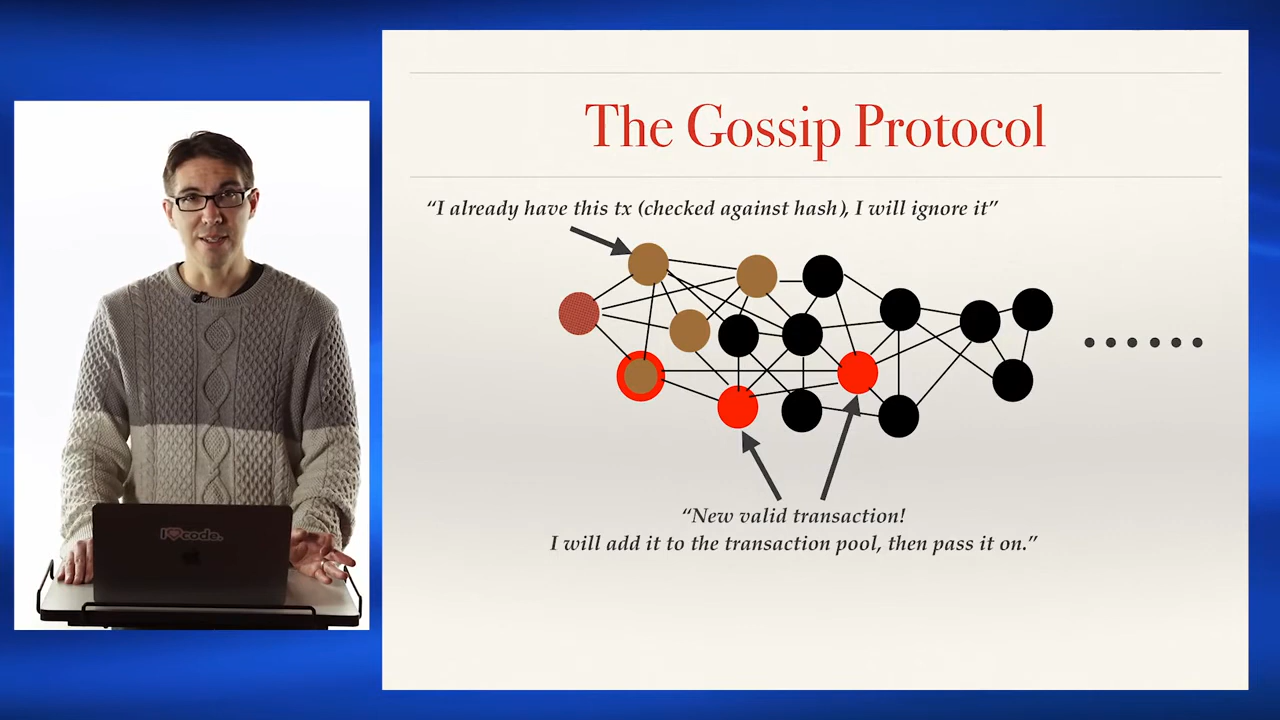 The Gossip Protocol
“I already have this tx (checked against hash), I will ignore it”
“New valid transaction!
I will add it to the transaction pool, then pass it on.”
I code.